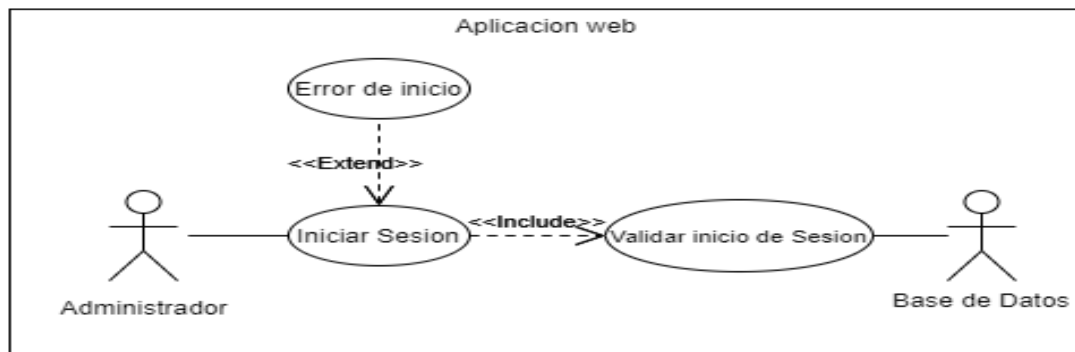 Aplicacion web
Error de inicio
<<Extend>>
<<Include>>
Iniciar Sesion
Validar inicio de Sesion
Administrador
Base de Datos